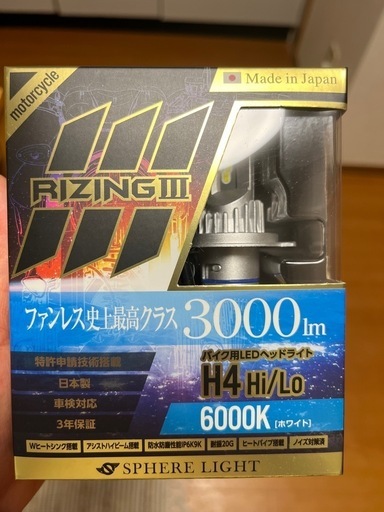 motorcycle
Made in Japan
RIZING III
ファンレス史上最高クラス 3000lm
特許申請技術搭載
日本製
車検対応
3年保証
バイク用LEDヘッドライト
H4 Hi/Lo
6000K [ホワイト]
Wヒートシンク搭載 アシストハイビーム搭載 防水防塵性能IP6K9K 耐震20G ヒートパイプ搭載 ノイズ対策済
SPHERE LIGHT